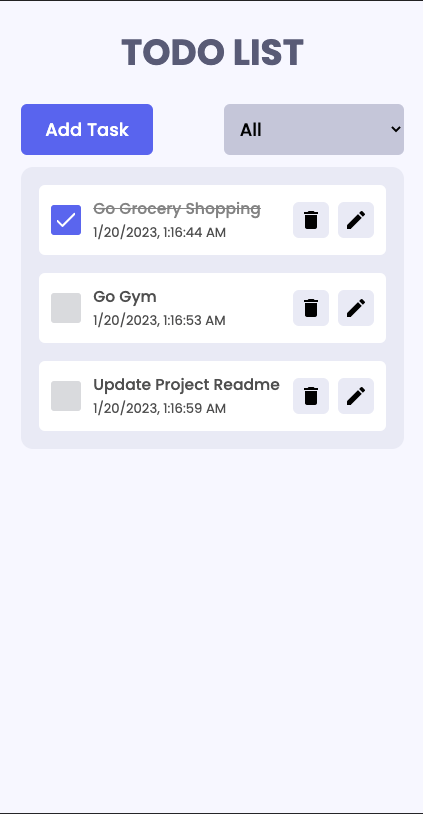 TODO LIST
Add Task
All
Go Grocery Shopping
1/20/2023, 1:16:44 AM
Go Gym
1/20/2023, 1:16:53 AM
Update Project Readme
1/20/2023, 1:16:59 AM